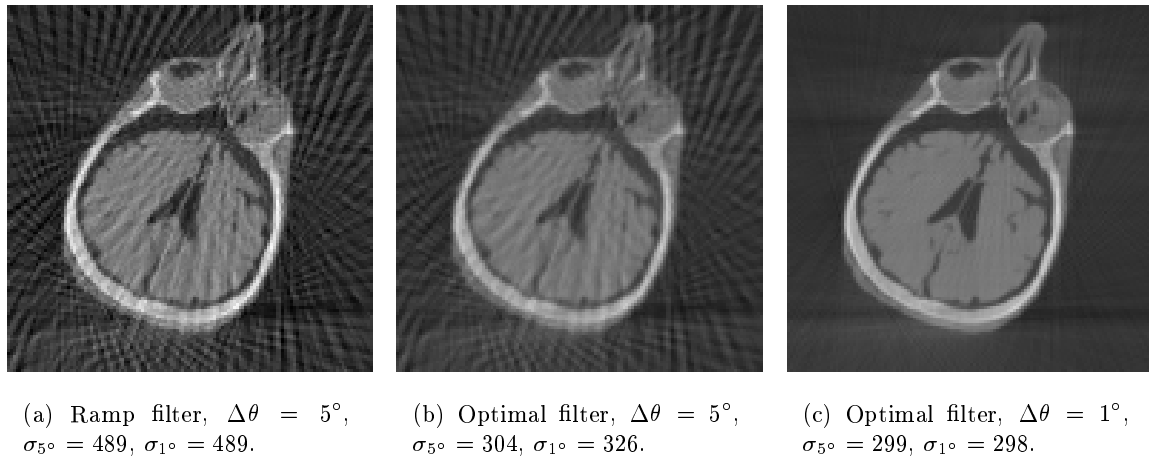 (a) Ramp filter, Δθ = 5°,
σ₅° = 489, σ₁° = 489.
(b) Optimal filter, Δθ = 5°,
σ₅° = 304, σ₁° = 326.
(c) Optimal filter, Δθ = 1°,
σ₅° = 299, σ₁° = 298.